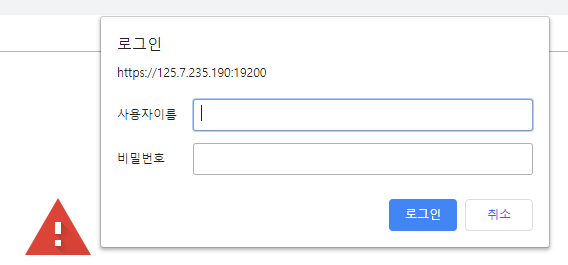 로그인
https://125.7.235.190:19200
사용자이름
비밀번호
로그인 취소